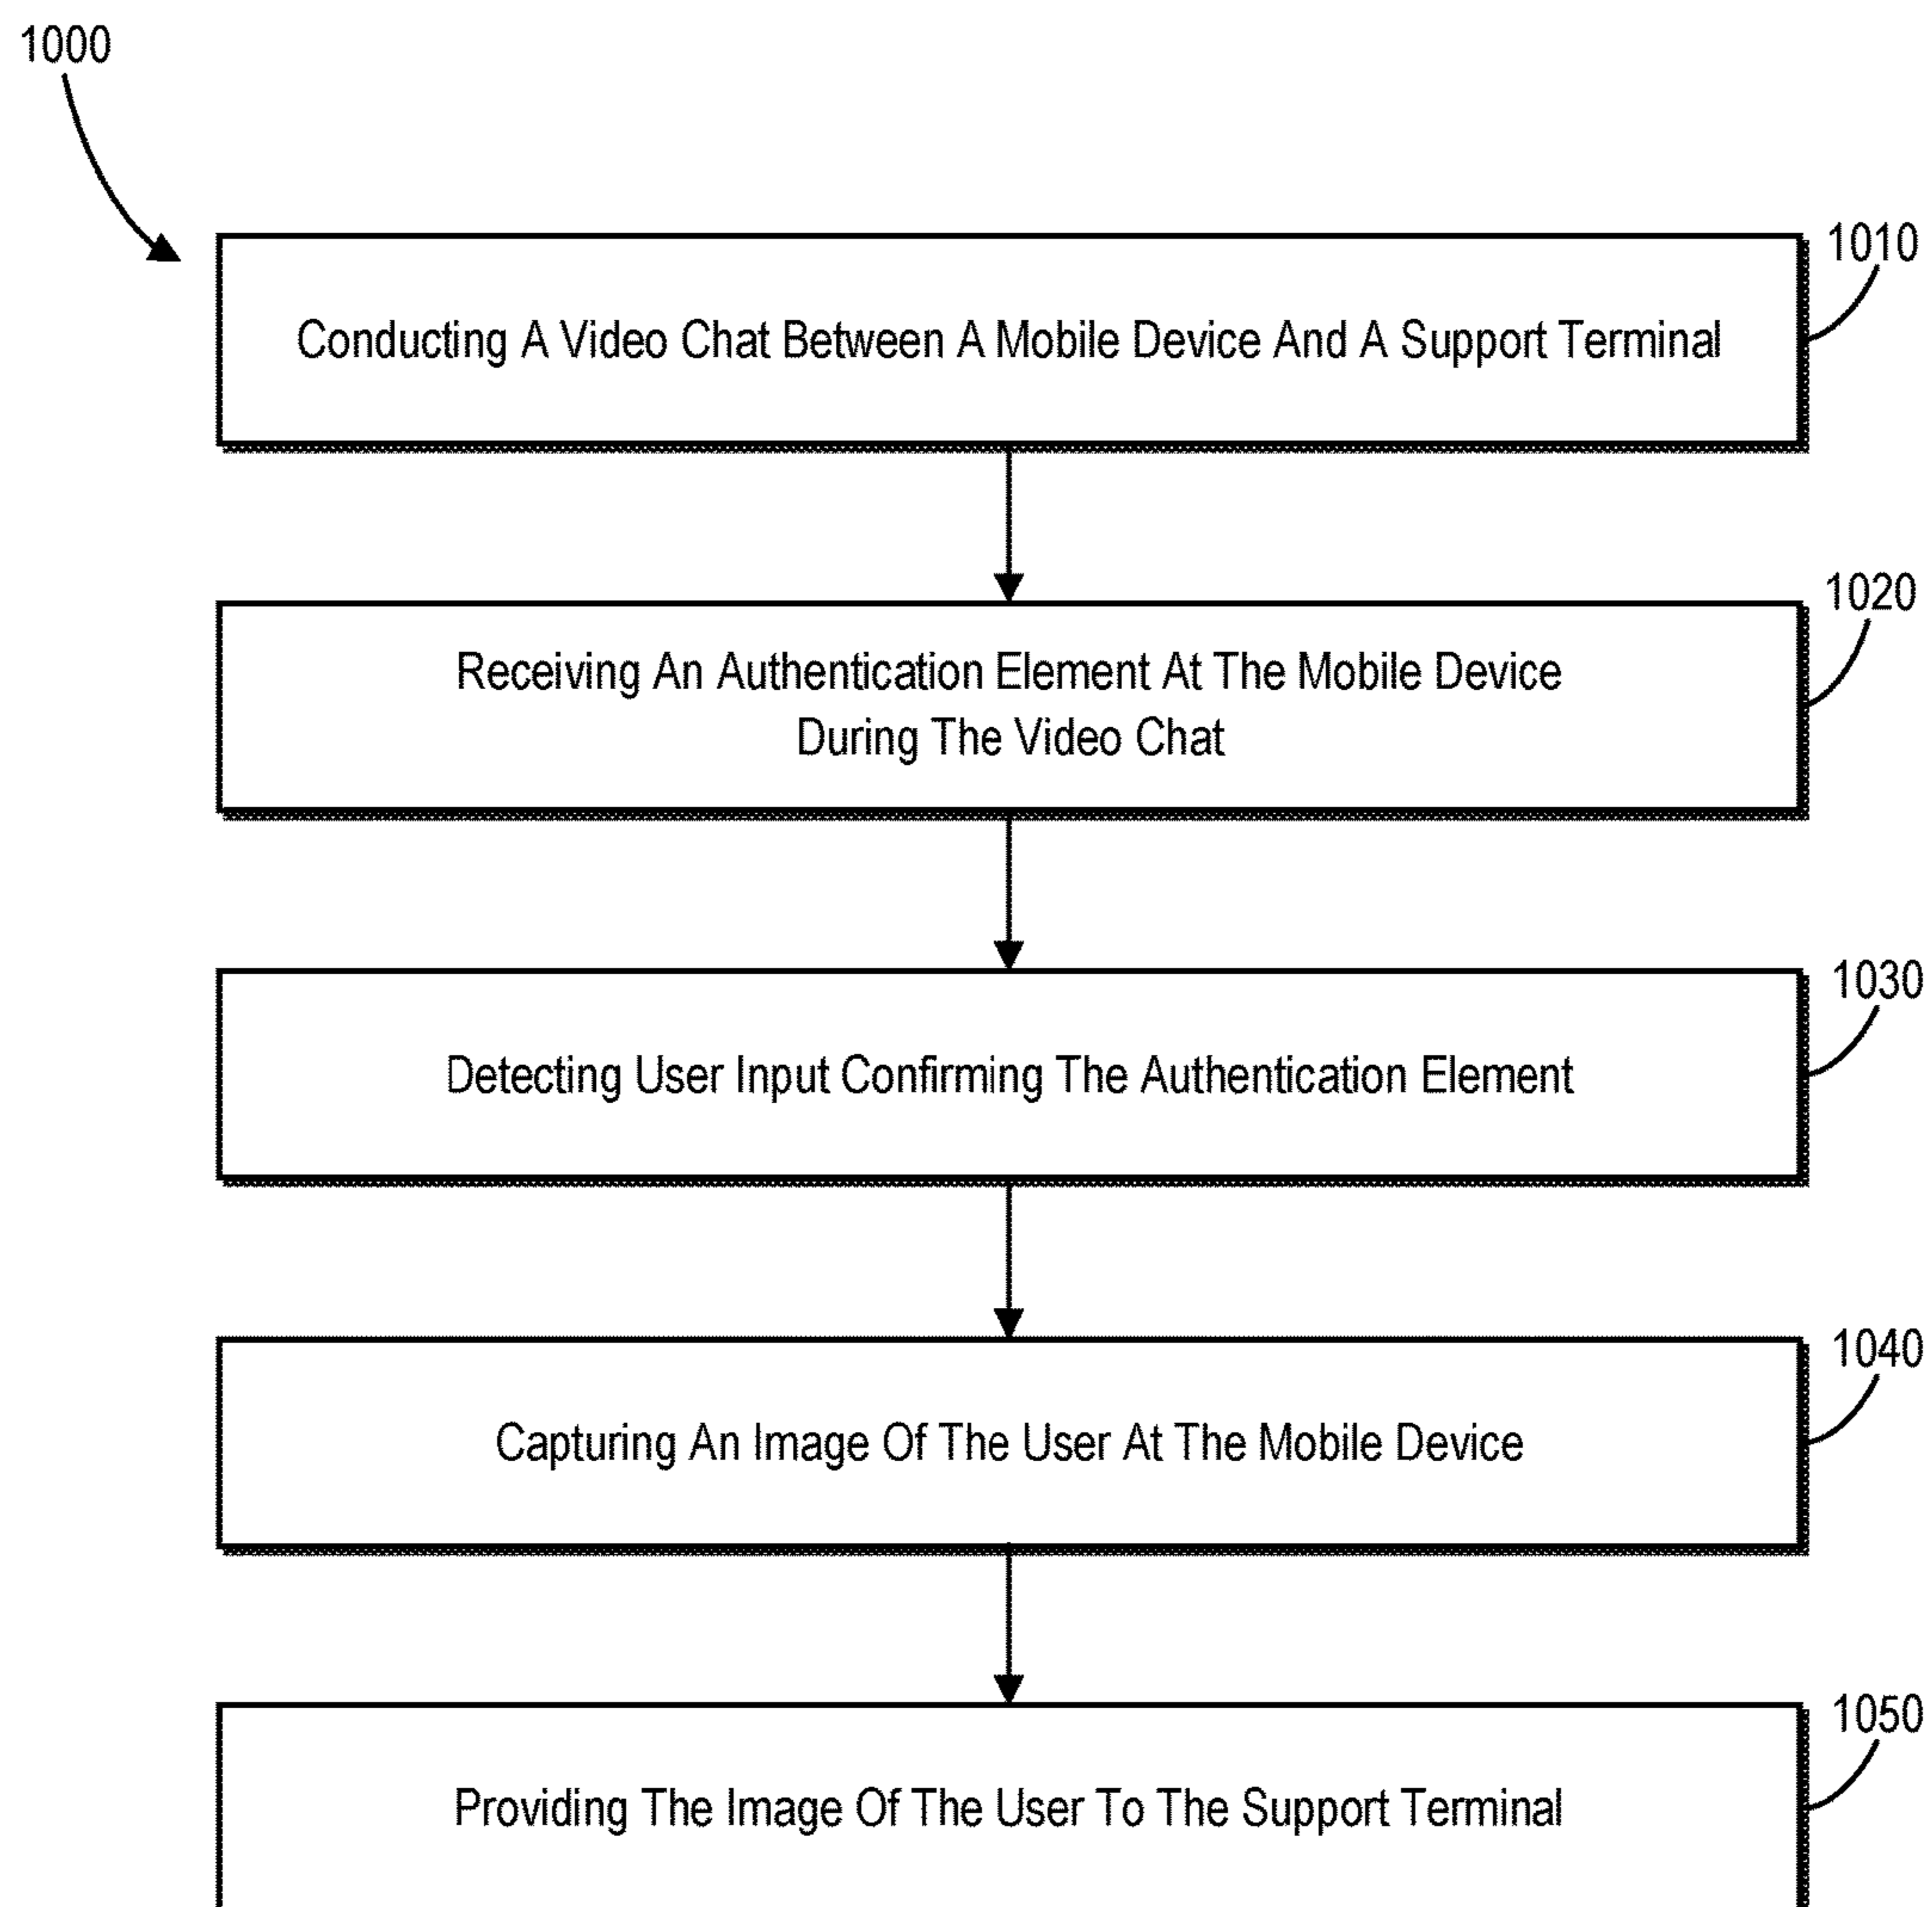 1000
1010
Conducting A Video Chat Between A Mobile Device And A Support Terminal
1020
Receiving An Authentication Element At The Mobile Device
During The Video Chat
1030
Detecting User Input Confirming The Authentication Element
1040
Capturing An Image Of The User At The Mobile Device
1050
Providing The Image Of The User To The Support Terminal